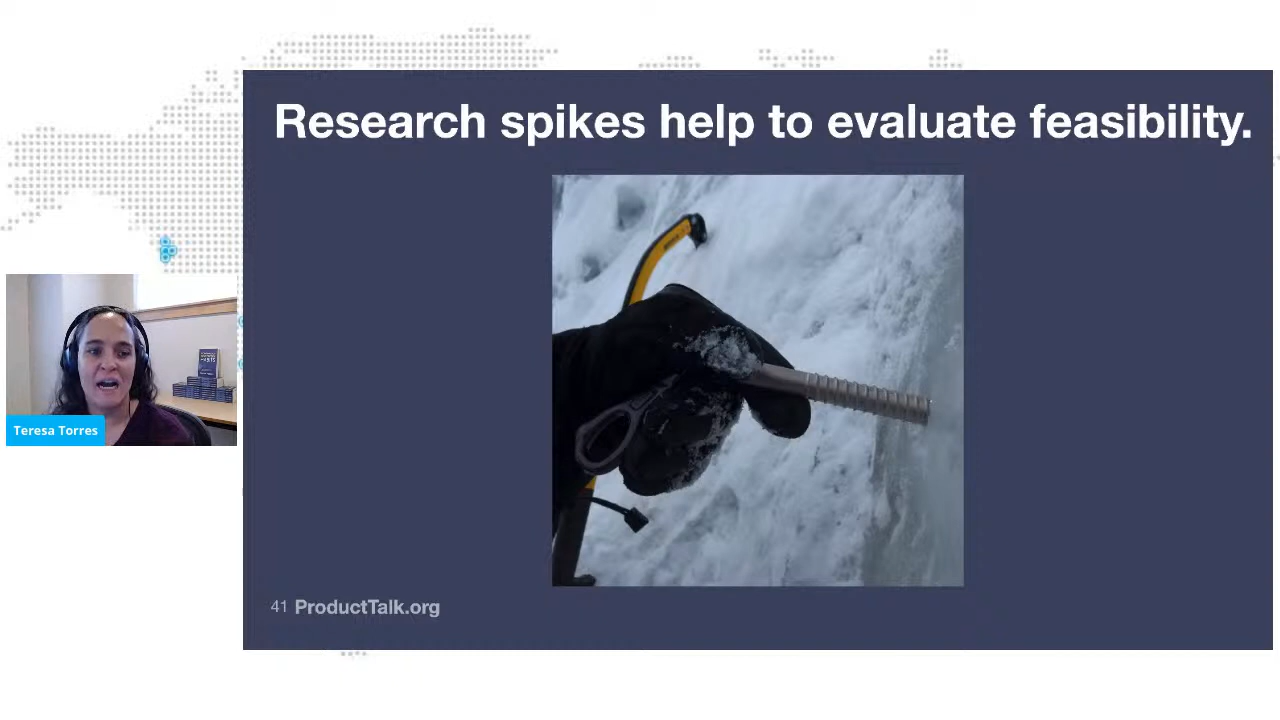 Research spikes help to evaluate feasibility.
Teresa Torres
41 ProductTalk.org